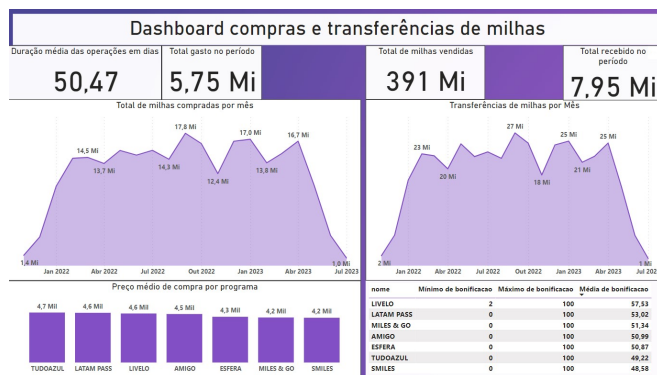 Dashboard compras e transferências de milhas
Duração média das operações em dias
50,47
Total gasto no período
5,75 Mi
Total de milhas vendidas
391 Mi
Total recebido no
período
7,95 Mi
Total de milhas compradas por mês
17,8 Mi
17,0 Mi
16,7 Mi
14,5 Mi
13,7 Mi
14,3 Mi
12,4 Mi
13,8 Mi
1,4 Mi
1,0 Mi
Jan 2022 Abr 2022 Jul 2022 Out 2022 Jan 2023 Abr 2023 Jul 2023
Transferências de milhas por Mês
27 Mi
25 Mi
25 Mi
23 Mi
20 Mi
18 Mi
21 Mi
2 Mi
1 Mi
Jan 2022 Abr 2022 Jul 2022 Out 2022 Jan 2023 Abr 2023 Jul 2023
Preço médio de compra por programa
4,7 Mil 4,6 Mil 4,6 Mil 4,5 Mil 4,3 Mil 4,2 Mil 4,2 Mil
TUDOAZUL LATAM PASS LIVELO AMIGO ESFERA MILES & GO SMILES
nome Mínimo de bonificacao Máximo de bonificacao Média de bonificacao
LIVELO 2 100 57,53
LATAM PASS 0 100 53,02
MILES & GO 0 100 51,34
AMIGO 0 100 50,99
ESFERA 0 100 50,87
TUDOAZUL 0 100 49,22
SMILES 0 100 48,58